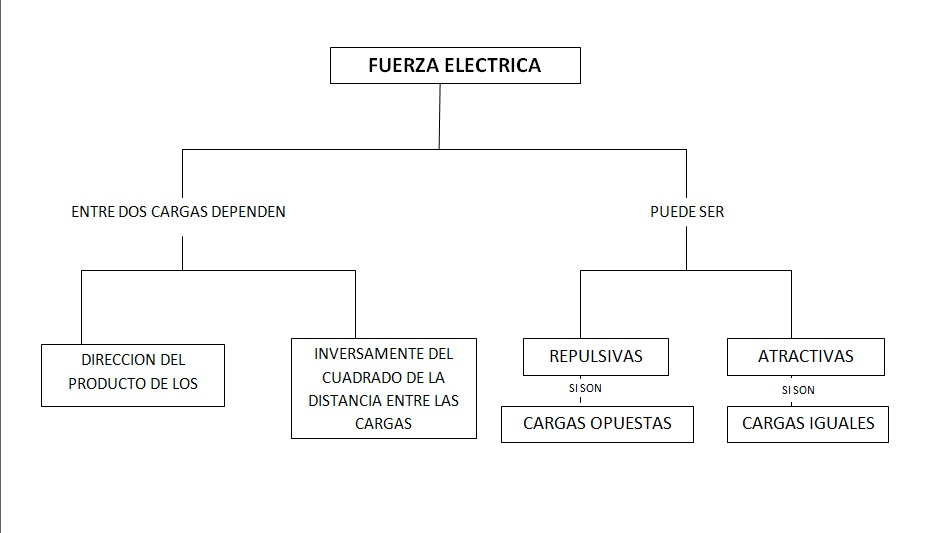 FUERZA ELECTRICA
ENTRE DOS CARGAS DEPENDEN
PUEDE SER
DIRECCION DEL
PRODUCTO DE LOS
INVERSAMENTE DEL
CUADRADO DE LA
DISTANCIA ENTRE LAS
CARGAS
REPULSIVAS
SI SON
CARGAS OPUESTAS
ATRACTIVAS
SI SON
CARGAS IGUALES